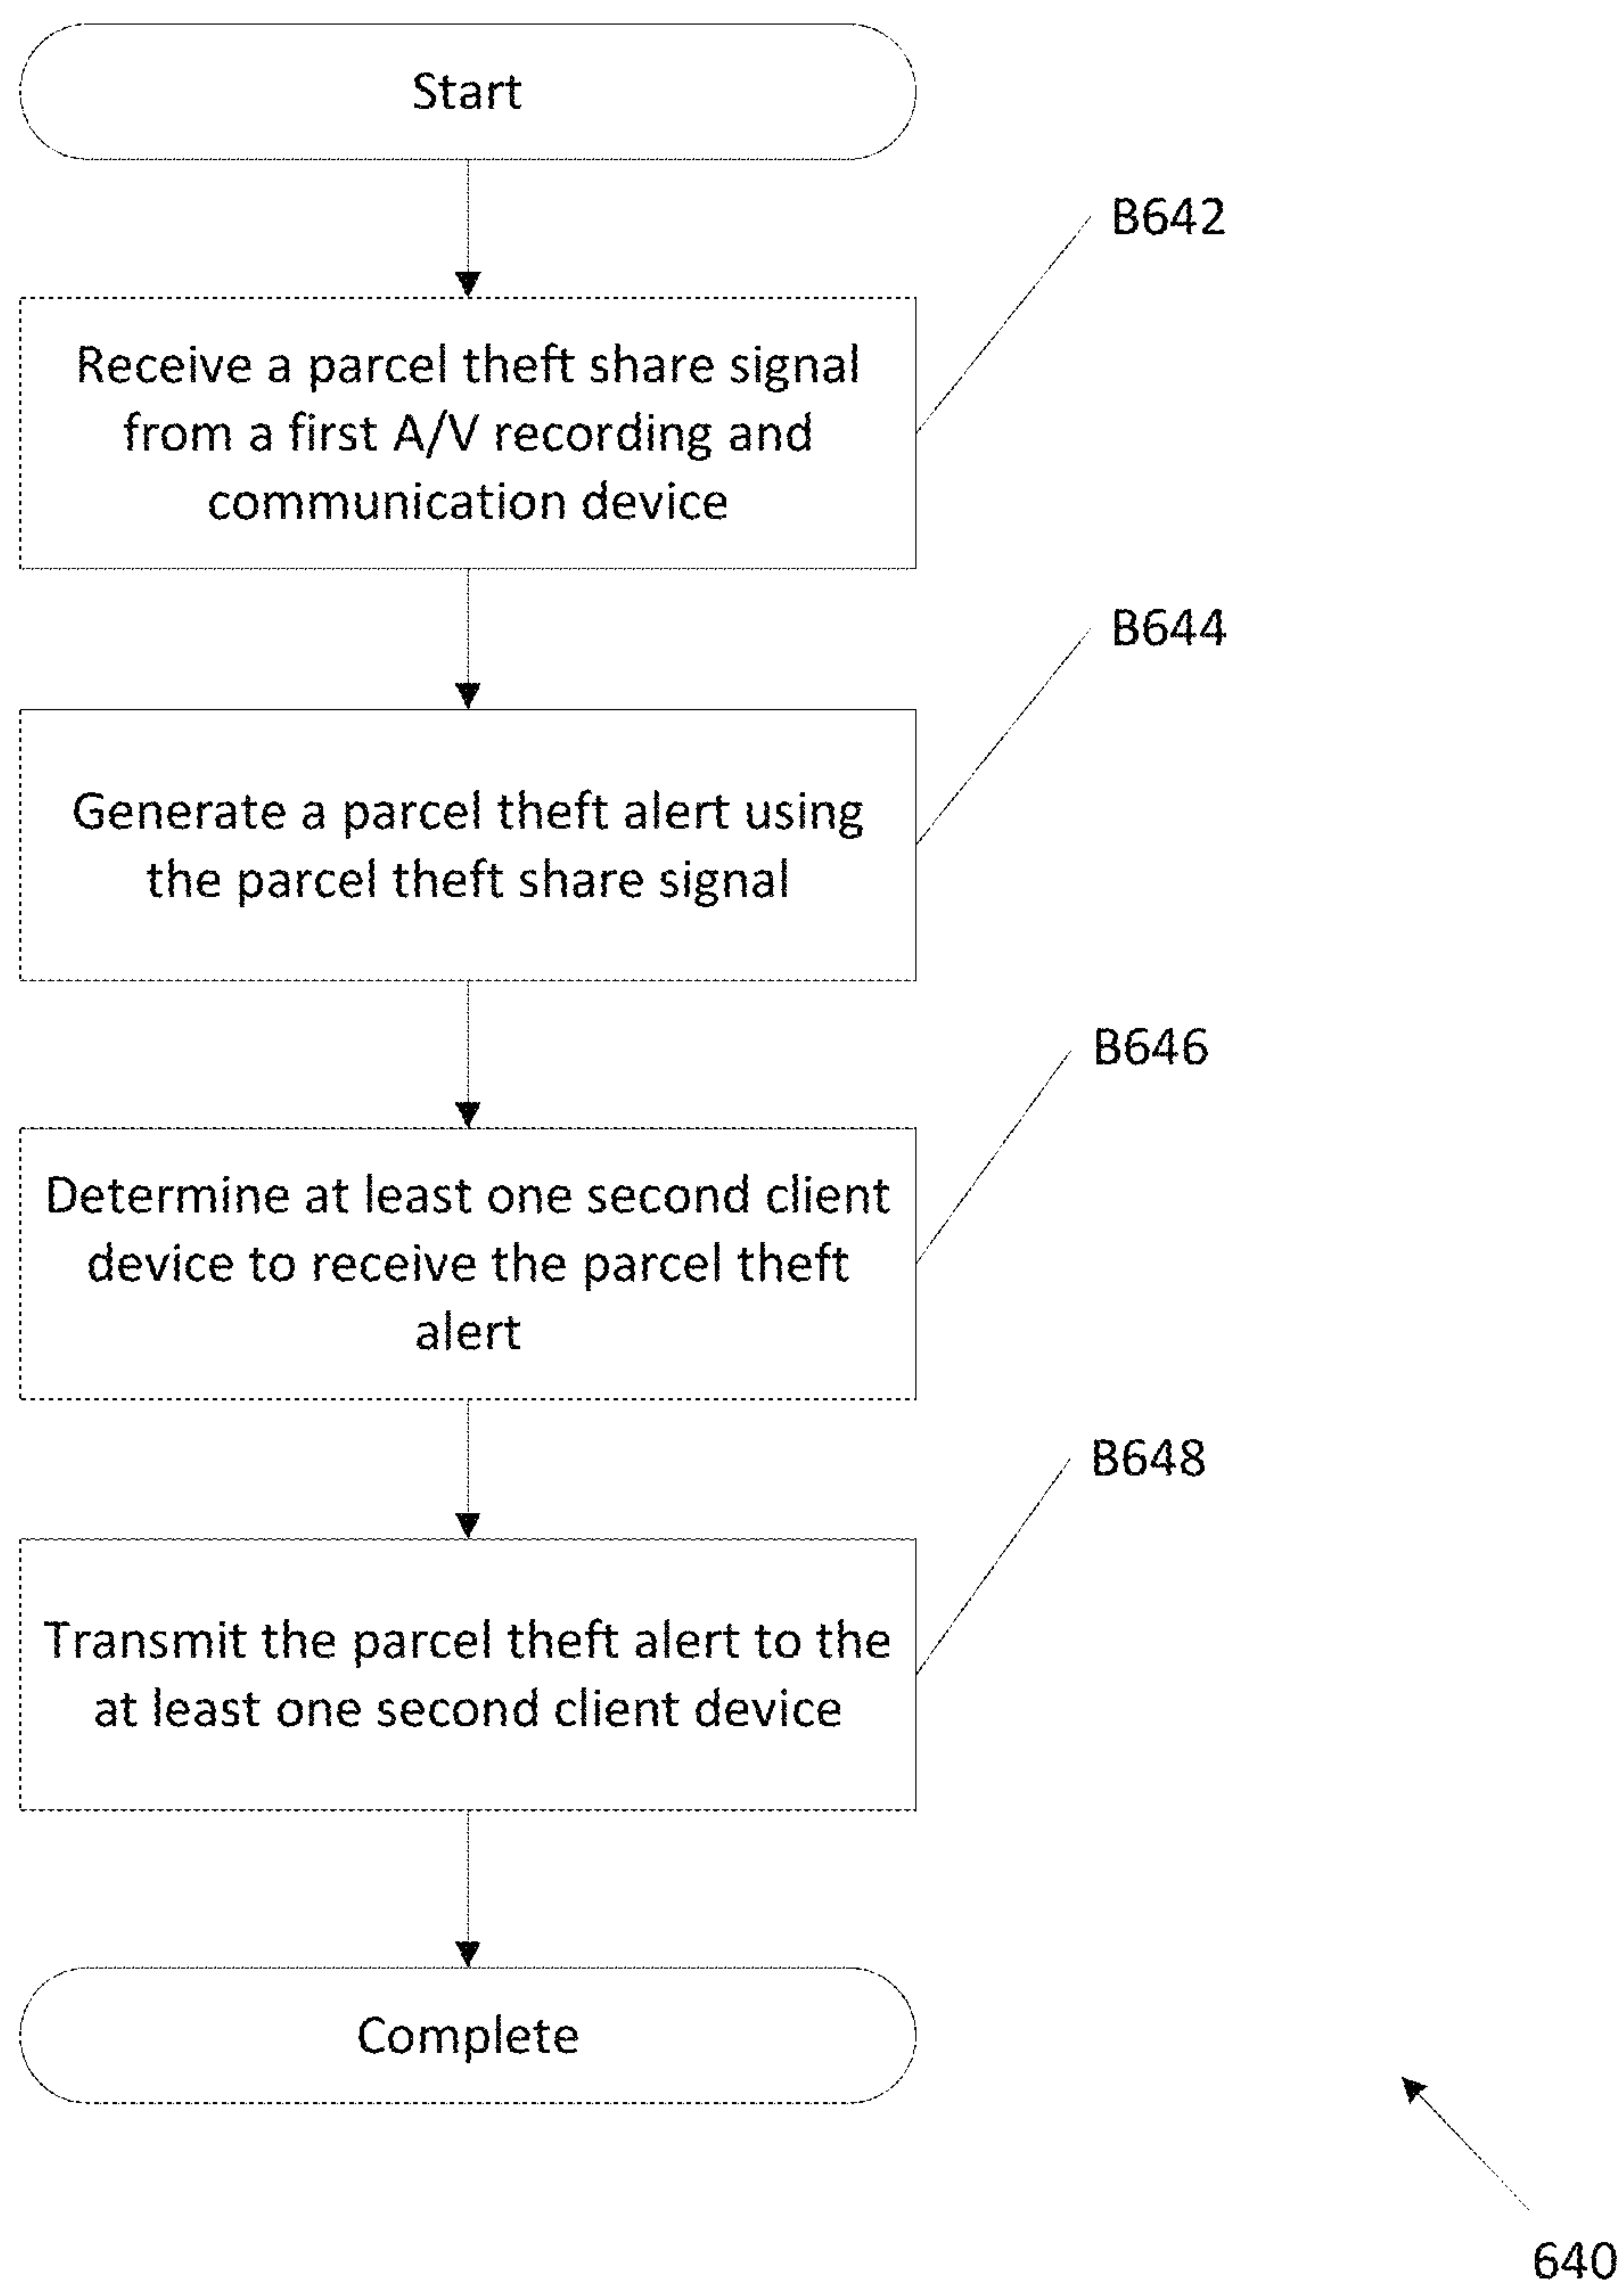 Start
B642
Receive a parcel theft share signal
from a first A/V recording and
communication device
B644
Generate a parcel theft alert using
the parcel theft share signal
B646
Determine at least one second client
device to receive the parcel theft
alert
B648
Transmit the parcel theft alert to the
at least one second client device
Complete
640